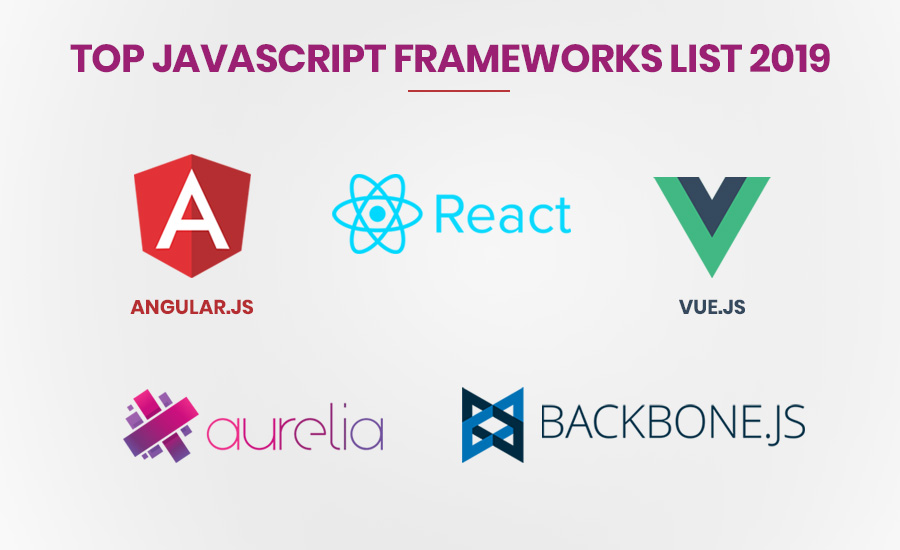 TOP JAVASCRIPT FRAMEWORKS LIST 2019
React
ANGULAR.JS
VUE.JS
aurelia
BACKBONE.JS